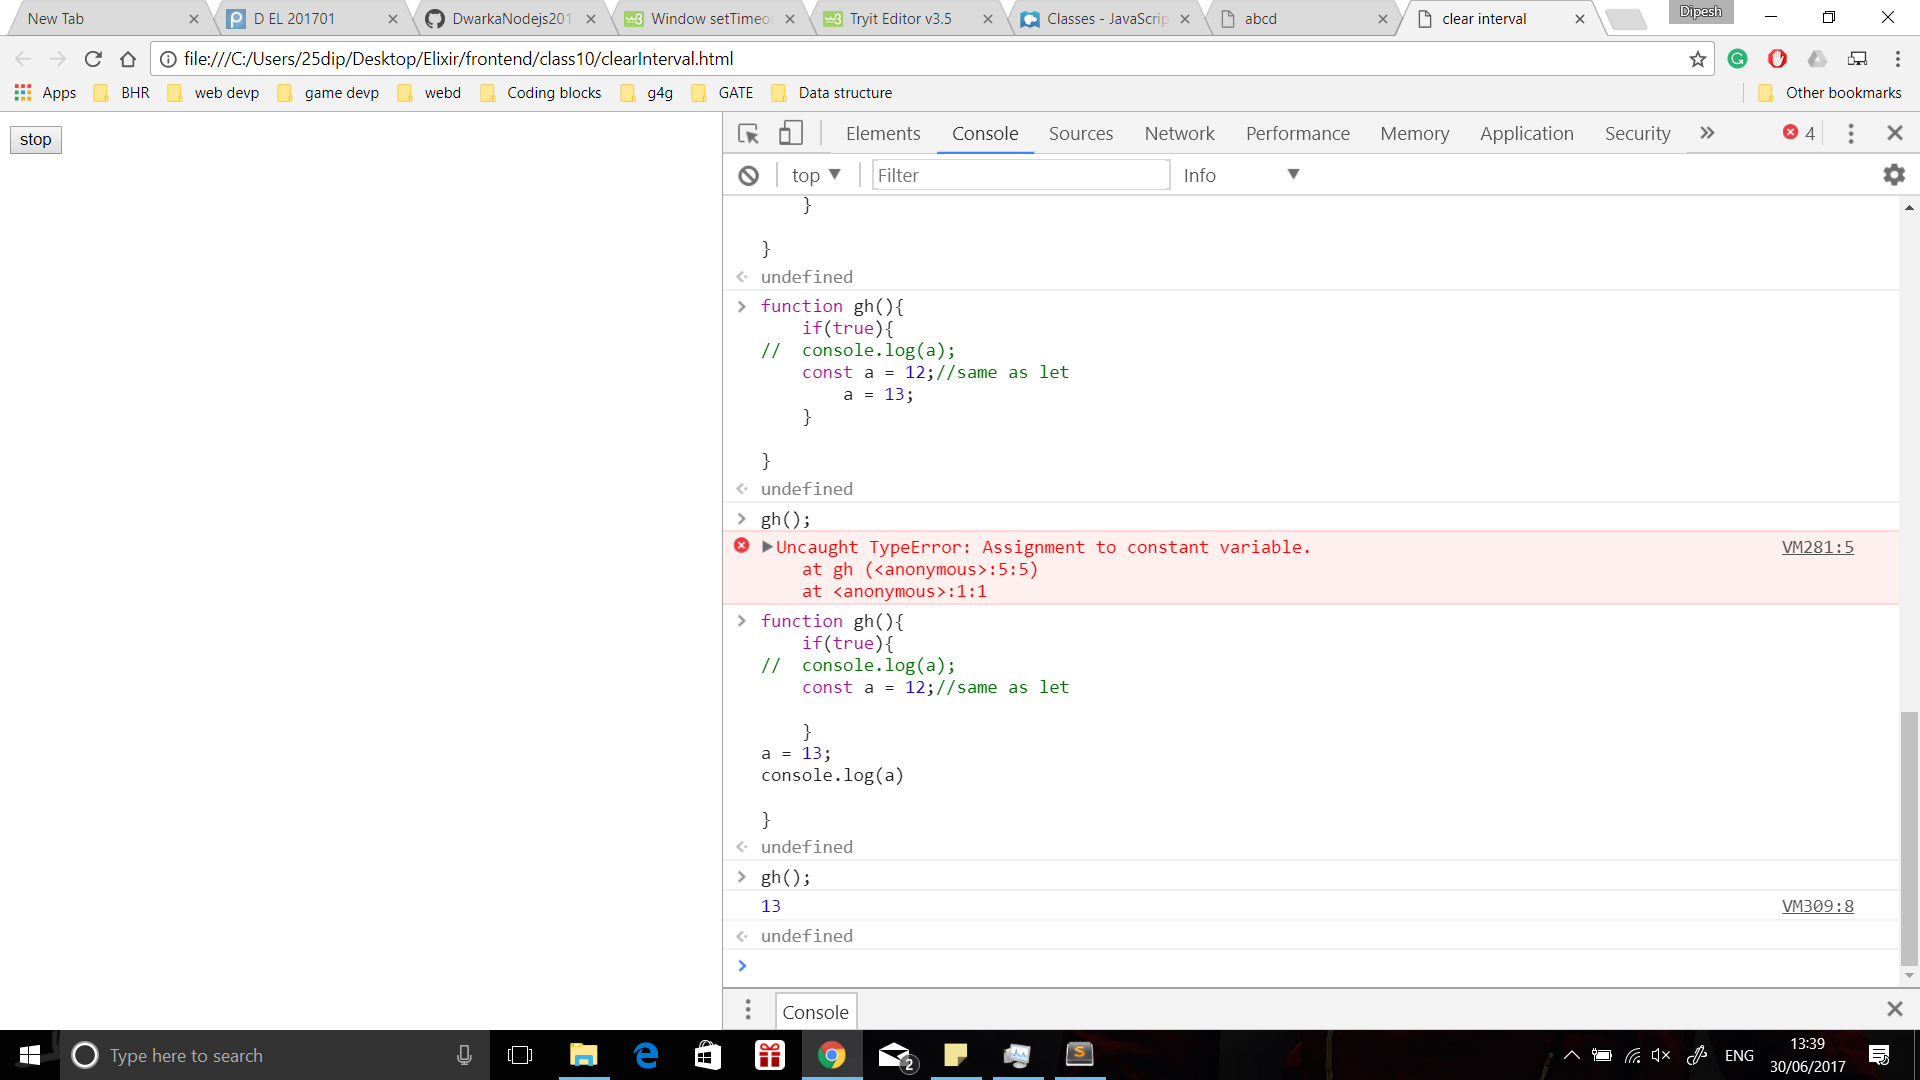 New Tab
D EL 201701
DwarkaNodejs201
Window setTimeou
Tryit Editor v3.5
Classes - JavaScrip
abcd
clear interval
Dipesh
file:///C:/Users/25dip/Desktop/Elixir/frontend/class10/clearInterval.html
Apps
BHR
web devp
game devp
webd
Coding blocks
g4g
GATE
Data structure
Other bookmarks
stop
Elements
Console
Sources
Network
Performance
Memory
Application
Security
4
top
Filter
Info
}
}
undefined
function gh(){
if(true){
// console.log(a);
const a = 12;//same as let
a = 13;
}
}
undefined
gh();
Uncaught TypeError: Assignment to constant variable. VM281:5
at gh (<anonymous>:5:5)
at <anonymous>:1:1
function gh(){
if(true){
// console.log(a);
const a = 12;//same as let
}
a = 13;
console.log(a)
}
undefined
gh();
13 VM309:8
undefined
Console
Type here to search
2
ENG
13:39
30/06/2017